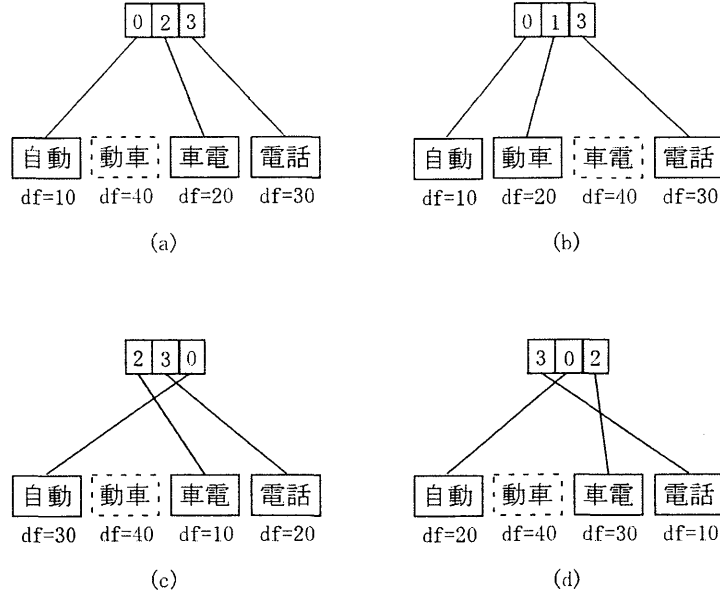 0 2 3
自動 動車 車電 電話
df=10 df=40 df=20 df=30
(a)
0 1 3
自動 動車 車電 電話
df=10 df=20 df=40 df=30
(b)
2 3 0
自動 動車 車電 電話
df=30 df=40 df=10 df=20
(c)
3 0 2
自動 動車 車電 電話
df=20 df=40 df=30 df=10
(d)